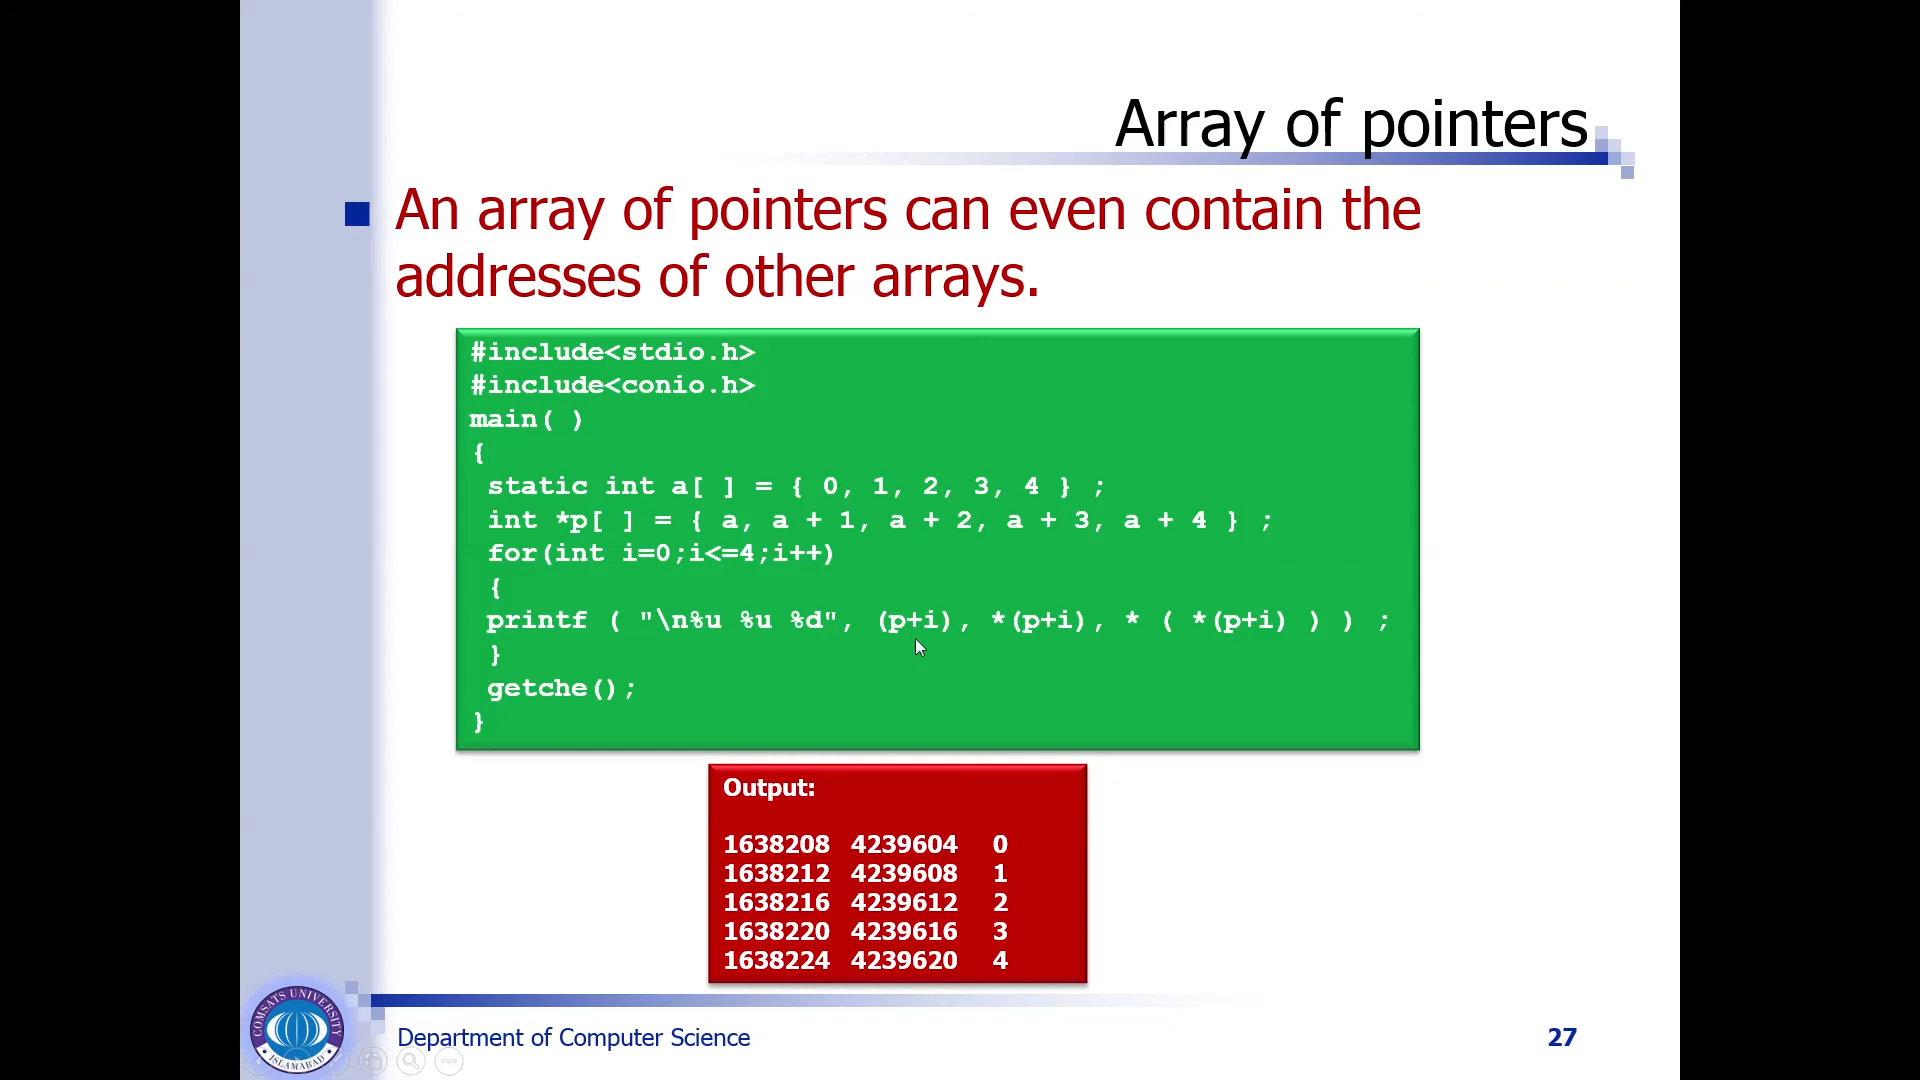 Array of pointers
An array of pointers can even contain the
addresses of other arrays.
#include<stdio.h>
#include<conio.h>
main( )
{
static int a[ ] = { 0, 1, 2, 3, 4 } ;
int *p[ ] = { a, a + 1, a + 2, a + 3, a + 4 } ;
for(int i=0;i<=4;i++)
{
printf ( "\n%u %u %d", (p+i), *(p+i), * ( *(p+i) ) ) ;
}
getche();
}
Output:
1638208 4239604 0
1638212 4239608 1
1638216 4239612 2
1638220 4239616 3
1638224 4239620 4
COMSATS UNIVERSITY
ISLAMABAD
Department of Computer Science
27